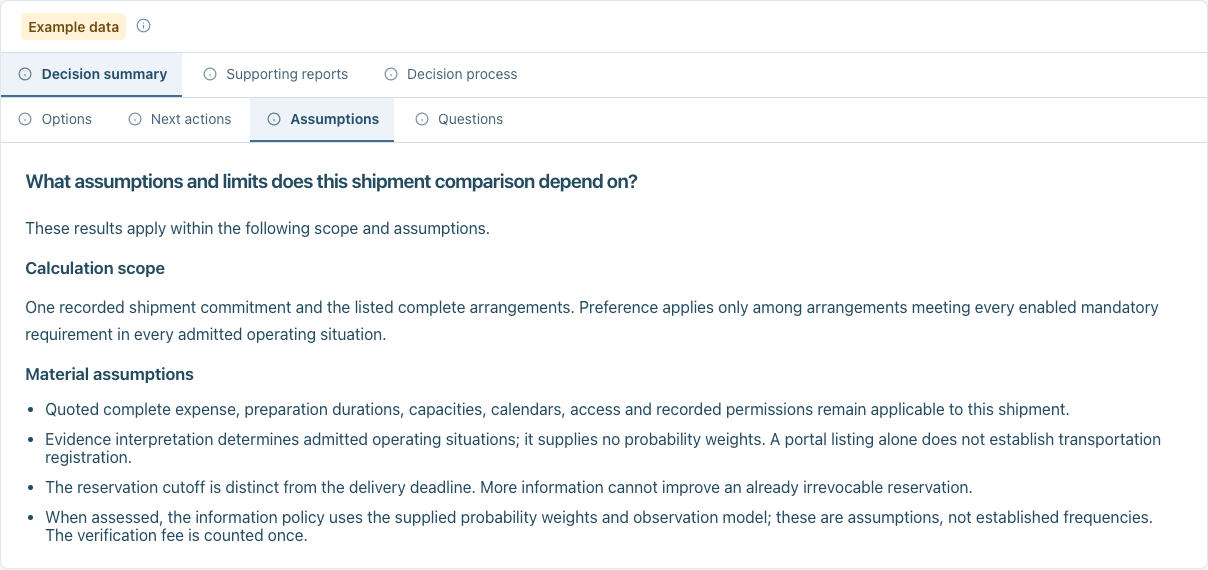 Example data
Decision summary
Supporting reports
Decision process
Options
Next actions
Assumptions
Questions
What assumptions and limits does this shipment comparison depend on?
These results apply within the following scope and assumptions.
Calculation scope
One recorded shipment commitment and the listed complete arrangements. Preference applies only among arrangements meeting every enabled mandatory
requirement in every admitted operating situation.
Material assumptions
• Quoted complete expense, preparation durations, capacities, calendars, access and recorded permissions remain applicable to this shipment.
• Evidence interpretation determines admitted operating situations; it supplies no probability weights. A portal listing alone does not establish transportation
registration.
• The reservation cutoff is distinct from the delivery deadline. More information cannot improve an already irrevocable reservation.
• When assessed, the information policy uses the supplied probability weights and observation model; these are assumptions, not established frequencies.
The verification fee is counted once.